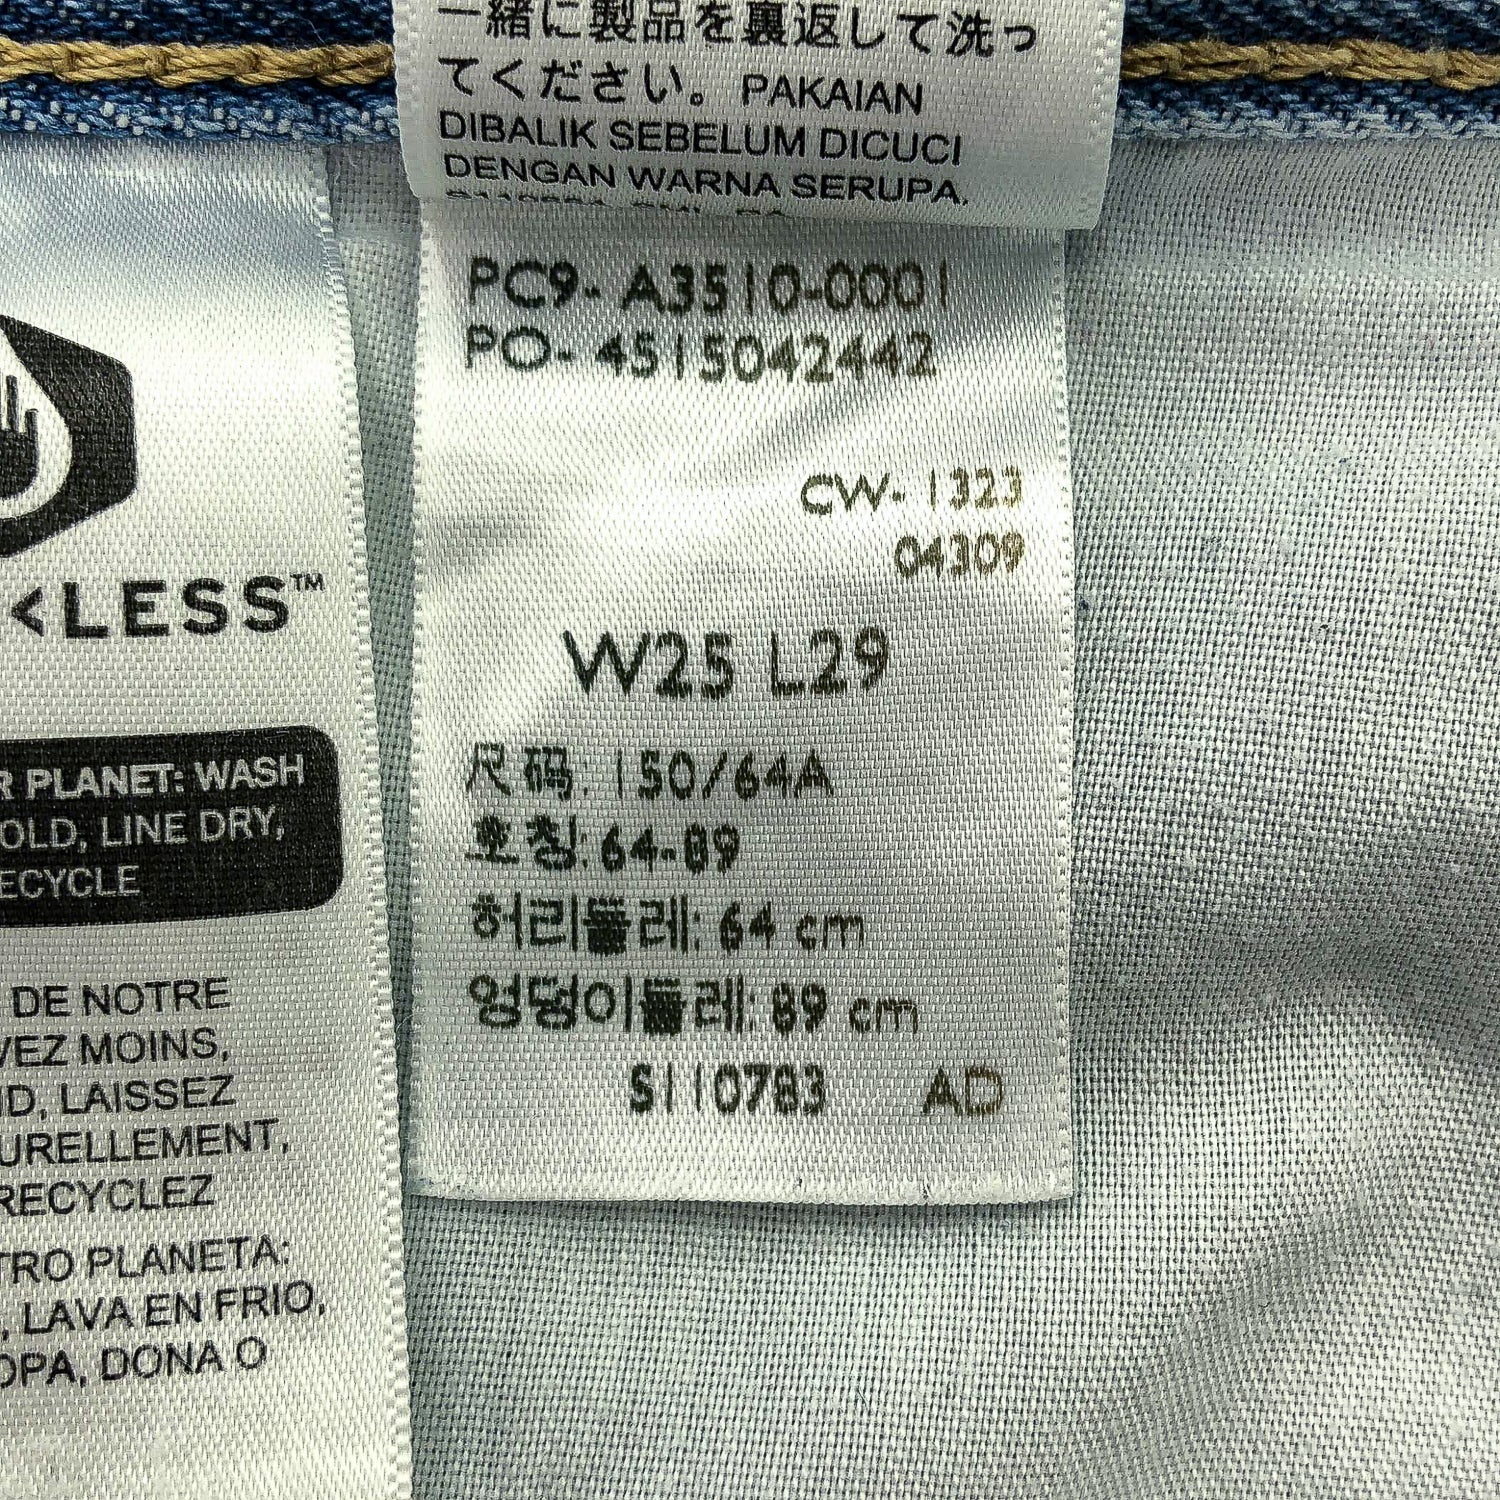 一緒に製品を裏返して洗っ
てください。PAKAIAN
DIBALIK SEBELUM DICUCI
DENGAN WARNA SERUPA.
PC9- A3510-0001
PO- 4515042442
CW- 1323
04309
W25 L29
尺码: 150/64A
호칭: 64-89
허리둘레: 64 cm
엉덩이둘레: 89 cm
S110783 AD
<LESS™
R PLANET: WASH
OLD, LINE DRY,
ECYCLE
DE NOTRE
VEZ MOINS,
ID, LAISSEZ
URELLEMENT,
RECYCLEZ
TRO PLANETA:
, LAVA EN FRIO,
OPA, DONA O